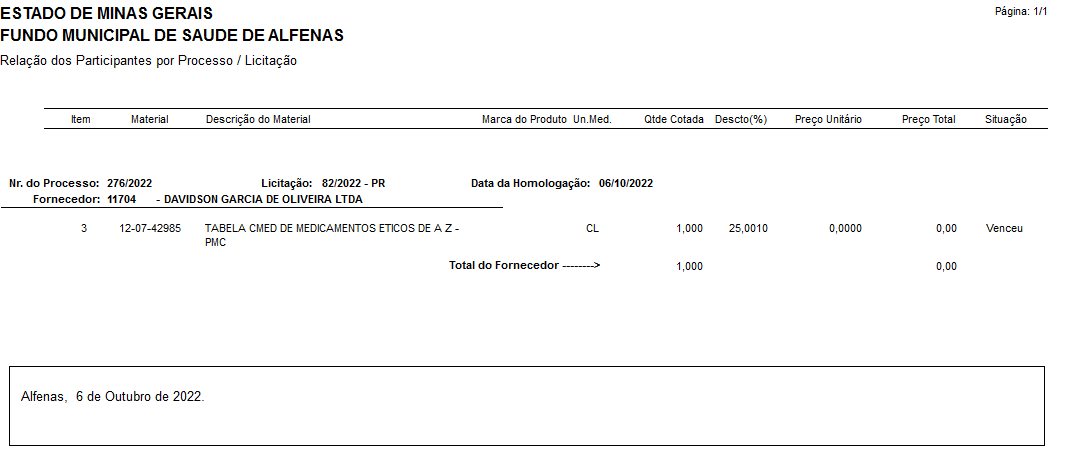 ESTADO DE MINAS GERAIS
Página: 1/1
FUNDO MUNICIPAL DE SAUDE DE ALFENAS
Relação dos Participantes por Processo / Licitação
Item Material Descrição do Material Marca do Produto Un.Med. Qtde Cotada Descto(%) Preço Unitário Preço Total Situação
Nr. do Processo: 276/2022 Licitação: 82/2022 - PR Data da Homologação: 06/10/2022
Fornecedor: 11704 - DAVIDSON GARCIA DE OLIVEIRA LTDA
3 12-07-42985 TABELA CMED DE MEDICAMENTOS ETICOS DE A Z - CL 1,000 25,0010 0,0000 0,00 Venceu
PMC
Total do Fornecedor --------> 1,000 0,00
Alfenas, 6 de Outubro de 2022.